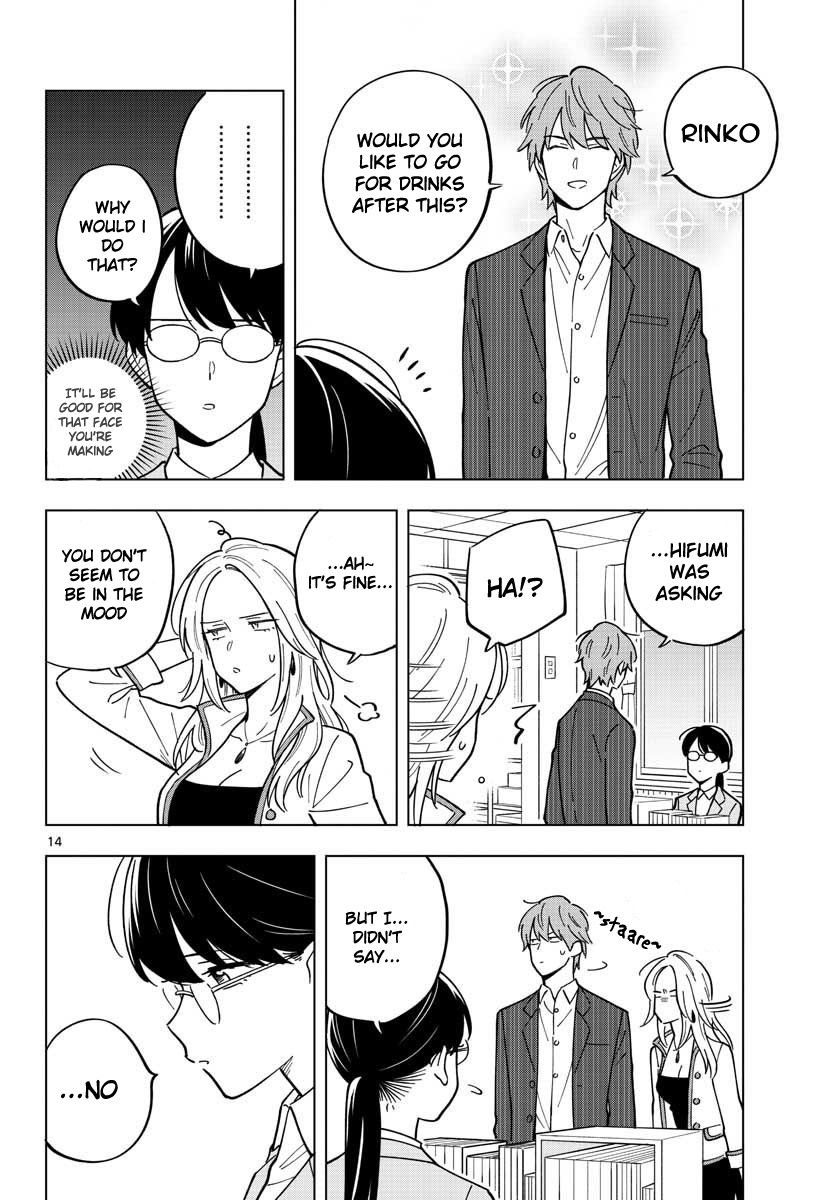 RINKO
WOULD YOU
LIKE TO GO
FOR DRINKS
AFTER THIS?
………
………
WHY
WOULD I
DO
THAT?
IT'LL BE
GOOD FOR
THAT FACE
YOU'RE
MAKING
...HIFUMI
WAS
ASKING
HA!?
...AH~
IT'S FINE...
YOU DON'T
SEEM TO
BE IN THE
MOOD
14
~staare~
BUT I...
DIDN'T
SAY...
...NO